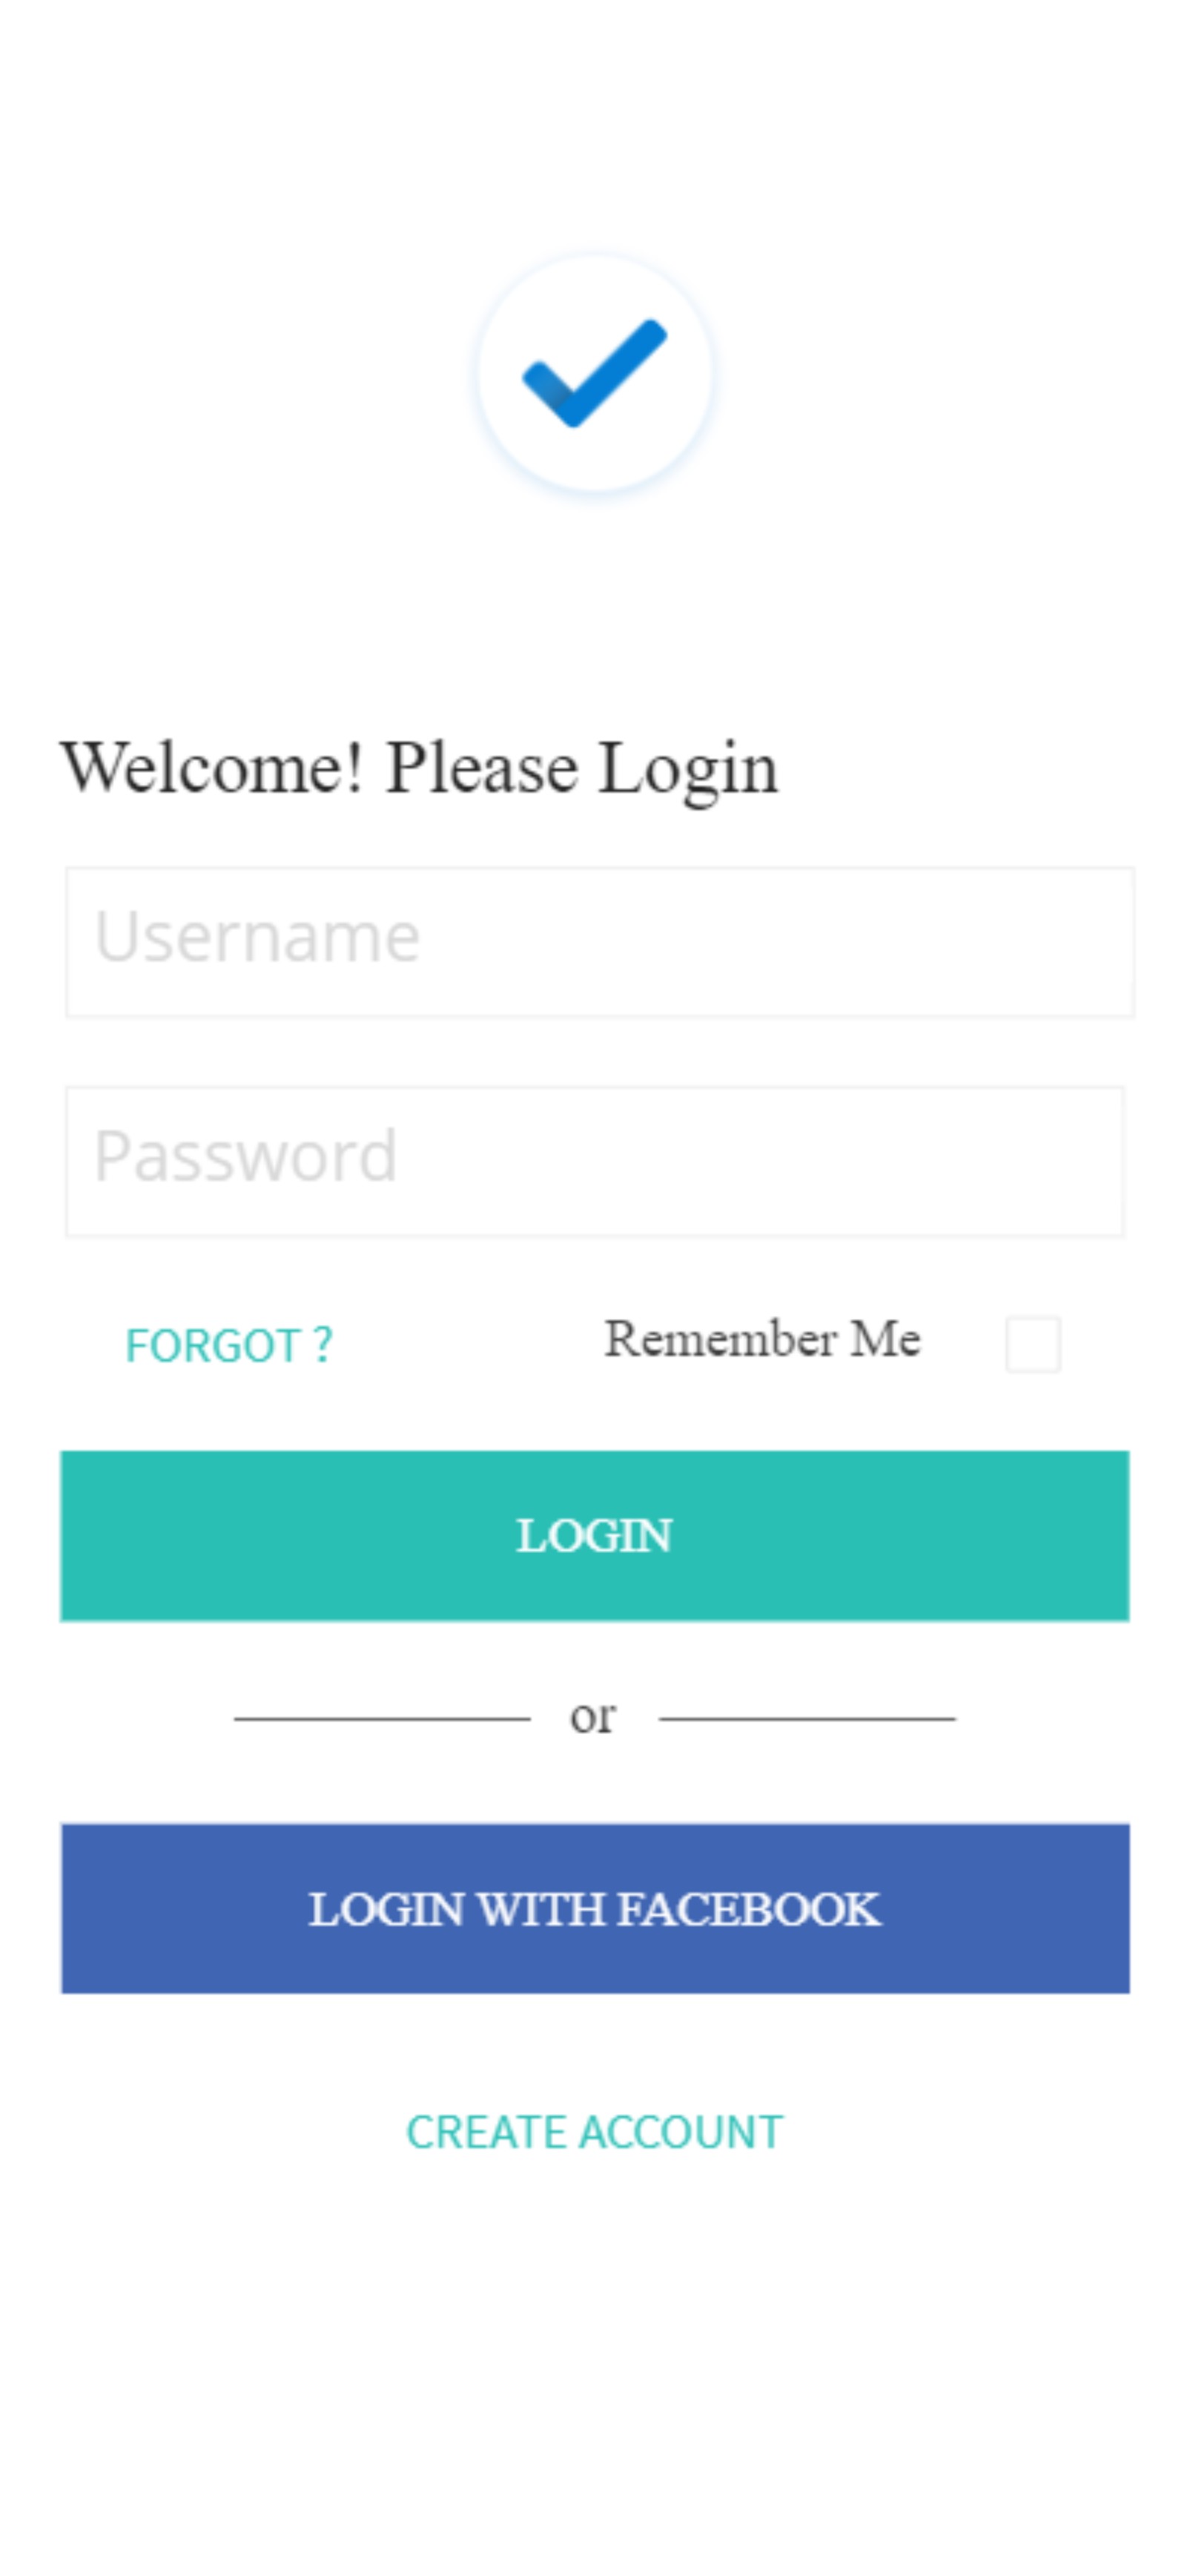 Welcome! Please Login
Username
Password
FORGOT ? Remember Me
LOGIN
or
LOGIN WITH FACEBOOK
CREATE ACCOUNT